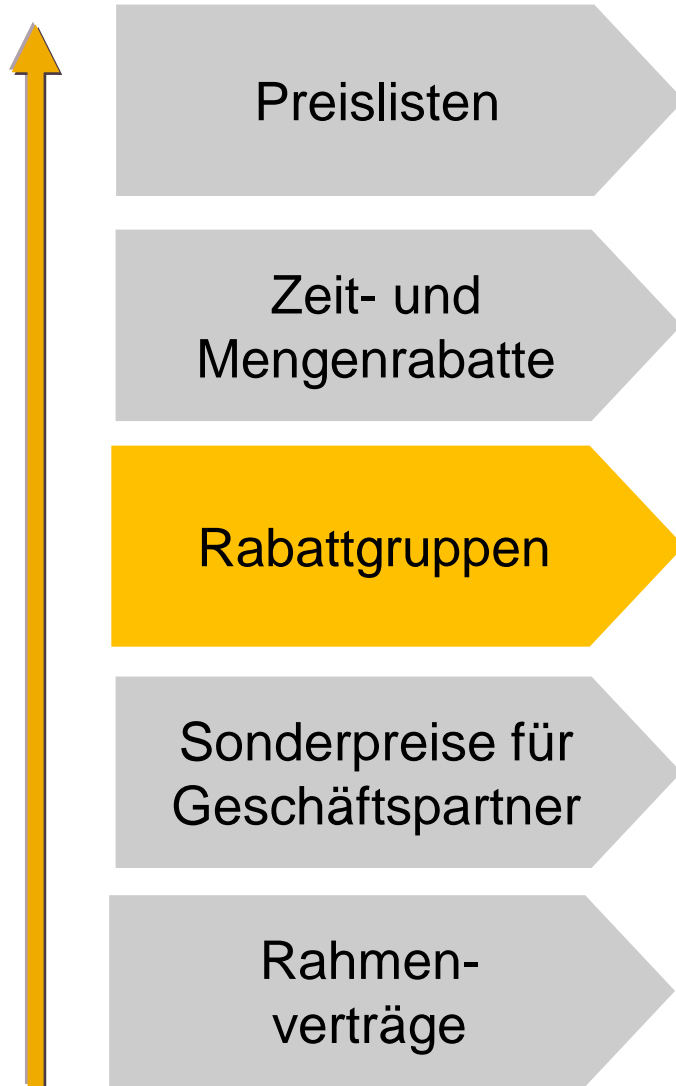 Preislisten
Zeit- und
Mengenrabatte
Rabattgruppen
Sonderpreise für
Geschäftspartner
Rahmen-
verträge